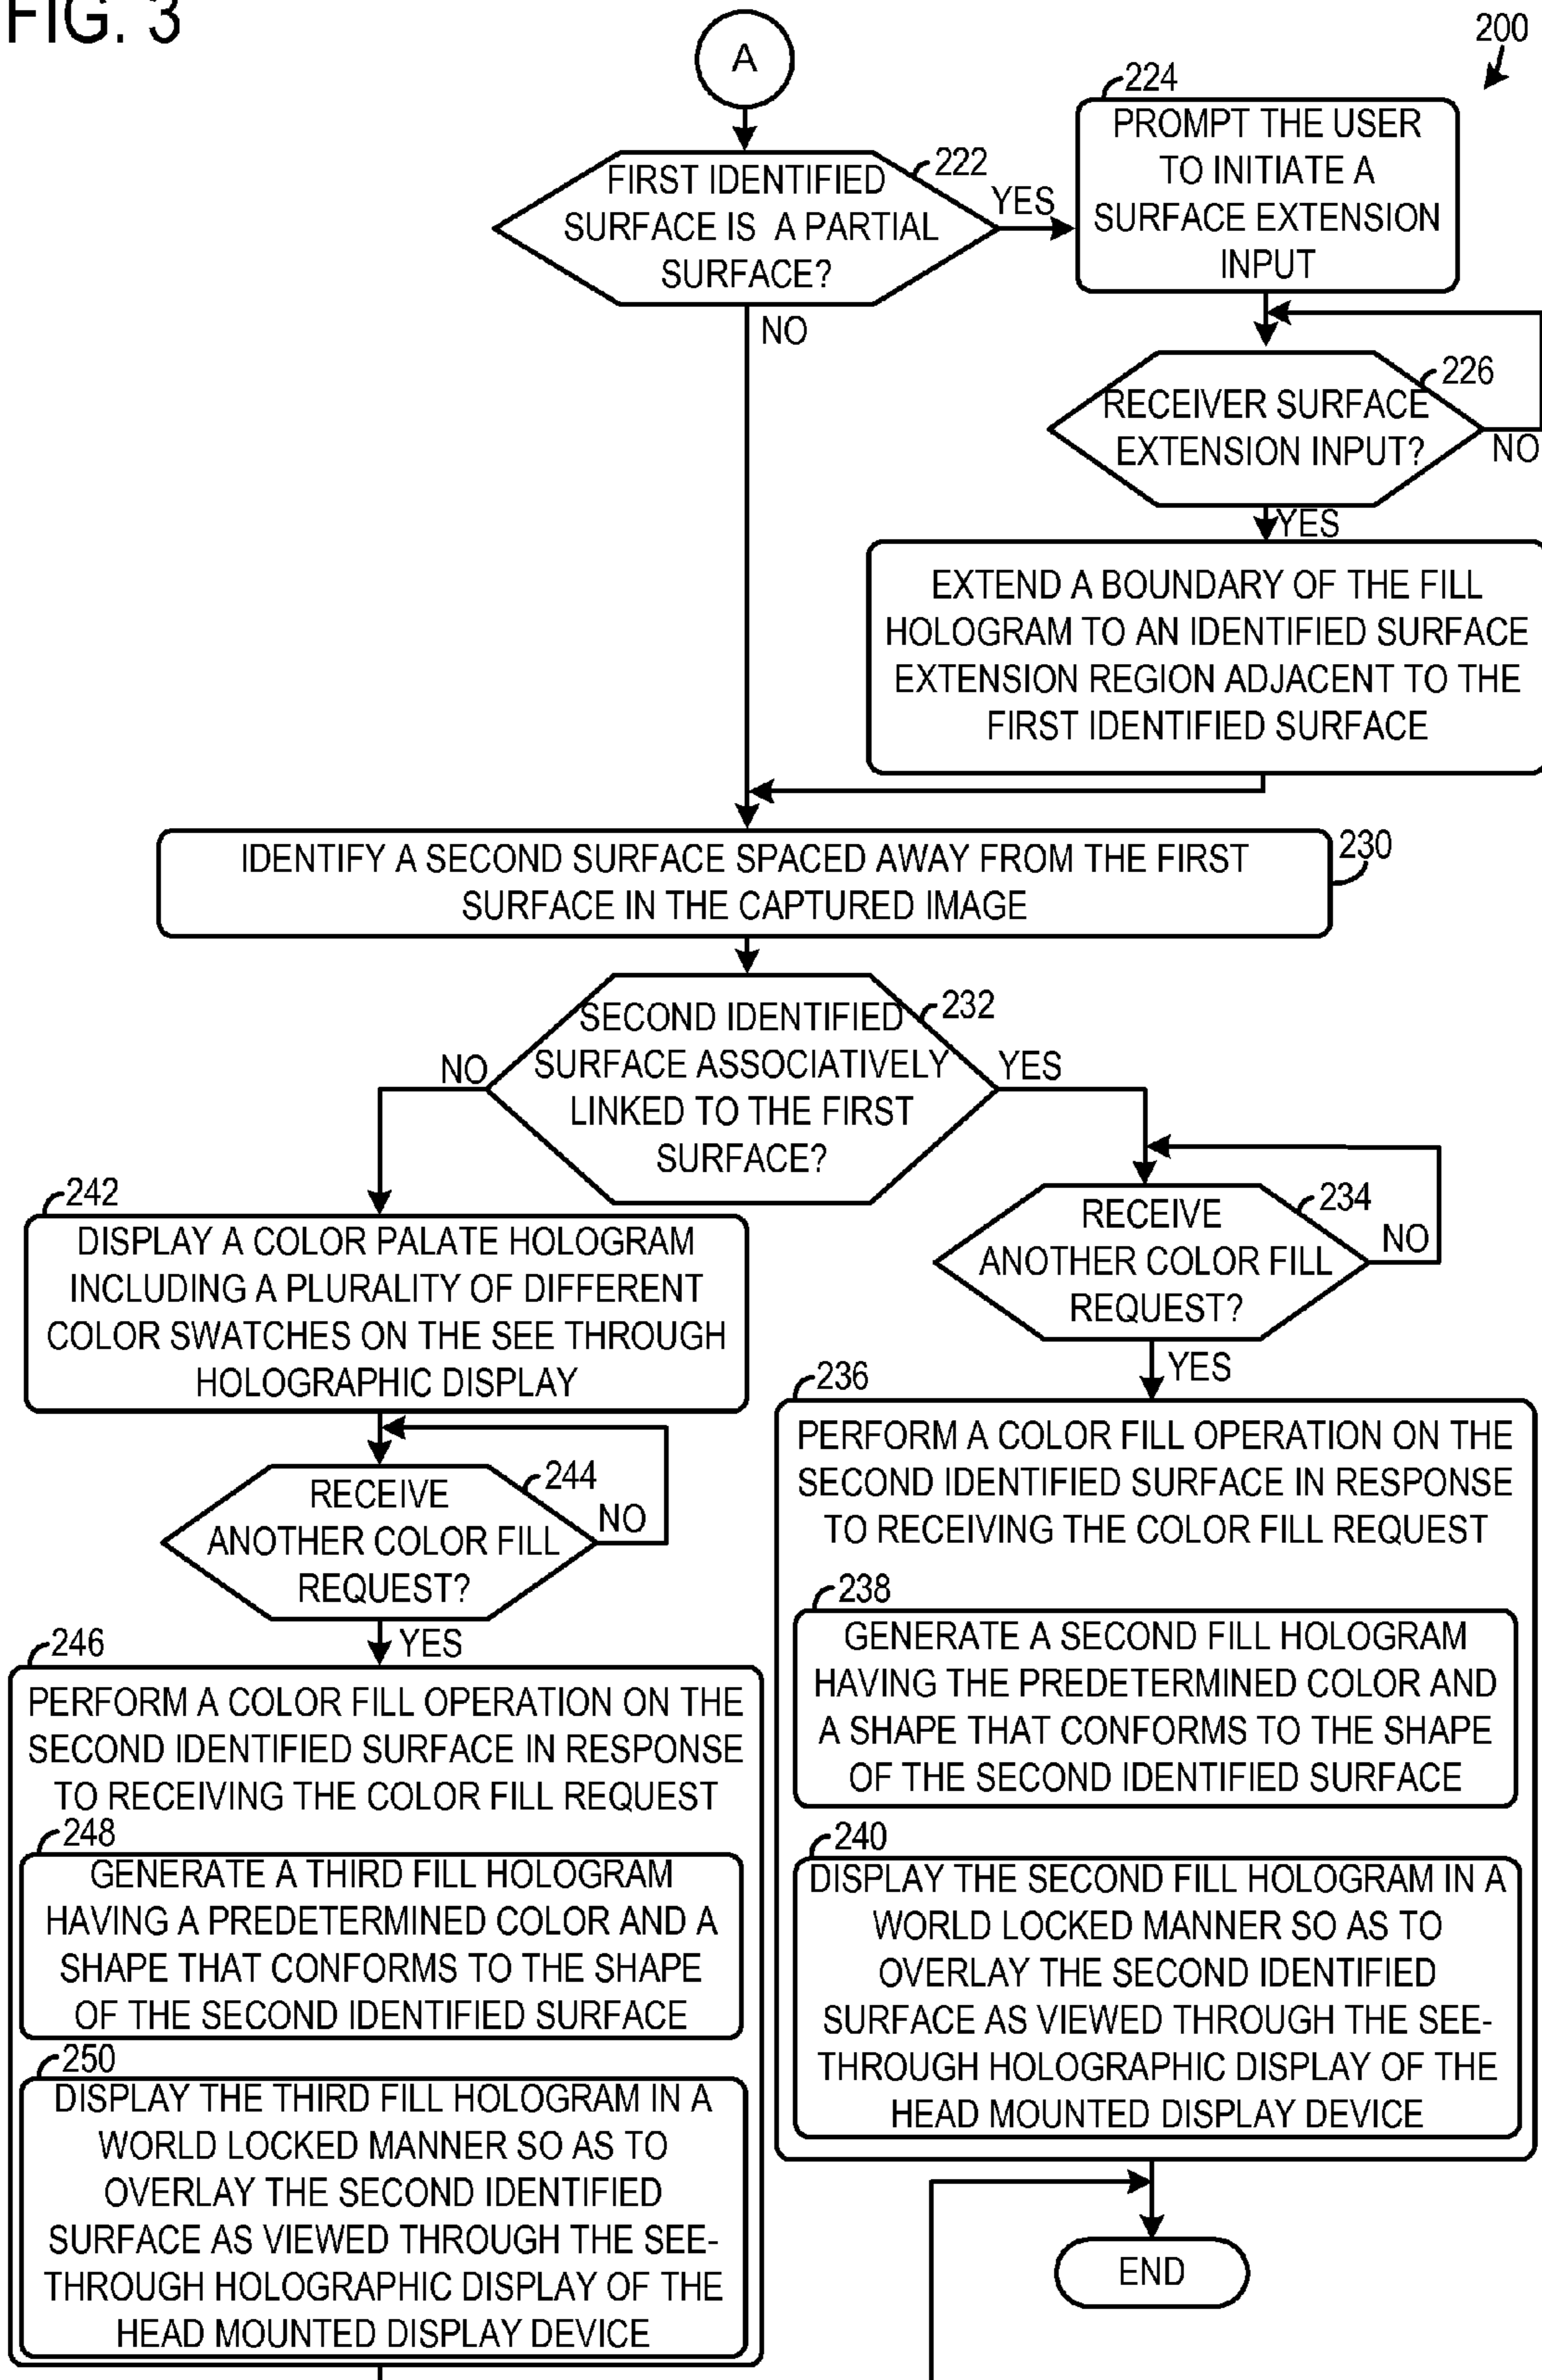 FIG. 3
A
200
224
PROMPT THE USER
TO INITIATE A
SURFACE EXTENSION
INPUT
222
FIRST IDENTIFIED
SURFACE IS A PARTIAL
SURFACE?
YES
NO
226
RECEIVER SURFACE
EXTENSION INPUT?
NO
YES
EXTEND A BOUNDARY OF THE FILL
HOLOGRAM TO AN IDENTIFIED SURFACE
EXTENSION REGION ADJACENT TO THE
FIRST IDENTIFIED SURFACE
230
IDENTIFY A SECOND SURFACE SPACED AWAY FROM THE FIRST
SURFACE IN THE CAPTURED IMAGE
232
SECOND IDENTIFIED
SURFACE ASSOCIATIVELY
LINKED TO THE FIRST
SURFACE?
NO
YES
242
DISPLAY A COLOR PALATE HOLOGRAM
INCLUDING A PLURALITY OF DIFFERENT
COLOR SWATCHES ON THE SEE THROUGH
HOLOGRAPHIC DISPLAY
244
RECEIVE
ANOTHER COLOR FILL
REQUEST?
NO
YES
246
PERFORM A COLOR FILL OPERATION ON THE
SECOND IDENTIFIED SURFACE IN RESPONSE
TO RECEIVING THE COLOR FILL REQUEST
248
GENERATE A THIRD FILL HOLOGRAM
HAVING A PREDETERMINED COLOR AND A
SHAPE THAT CONFORMS TO THE SHAPE
OF THE SECOND IDENTIFIED SURFACE
250
DISPLAY THE THIRD FILL HOLOGRAM IN A
WORLD LOCKED MANNER SO AS TO
OVERLAY THE SECOND IDENTIFIED
SURFACE AS VIEWED THROUGH THE SEE-
THROUGH HOLOGRAPHIC DISPLAY OF THE
HEAD MOUNTED DISPLAY DEVICE
234
RECEIVE
ANOTHER COLOR FILL
REQUEST?
NO
YES
236
PERFORM A COLOR FILL OPERATION ON THE
SECOND IDENTIFIED SURFACE IN RESPONSE
TO RECEIVING THE COLOR FILL REQUEST
238
GENERATE A SECOND FILL HOLOGRAM
HAVING THE PREDETERMINED COLOR AND
A SHAPE THAT CONFORMS TO THE SHAPE
OF THE SECOND IDENTIFIED SURFACE
240
DISPLAY THE SECOND FILL HOLOGRAM IN A
WORLD LOCKED MANNER SO AS TO
OVERLAY THE SECOND IDENTIFIED
SURFACE AS VIEWED THROUGH THE SEE-
THROUGH HOLOGRAPHIC DISPLAY OF THE
HEAD MOUNTED DISPLAY DEVICE
END